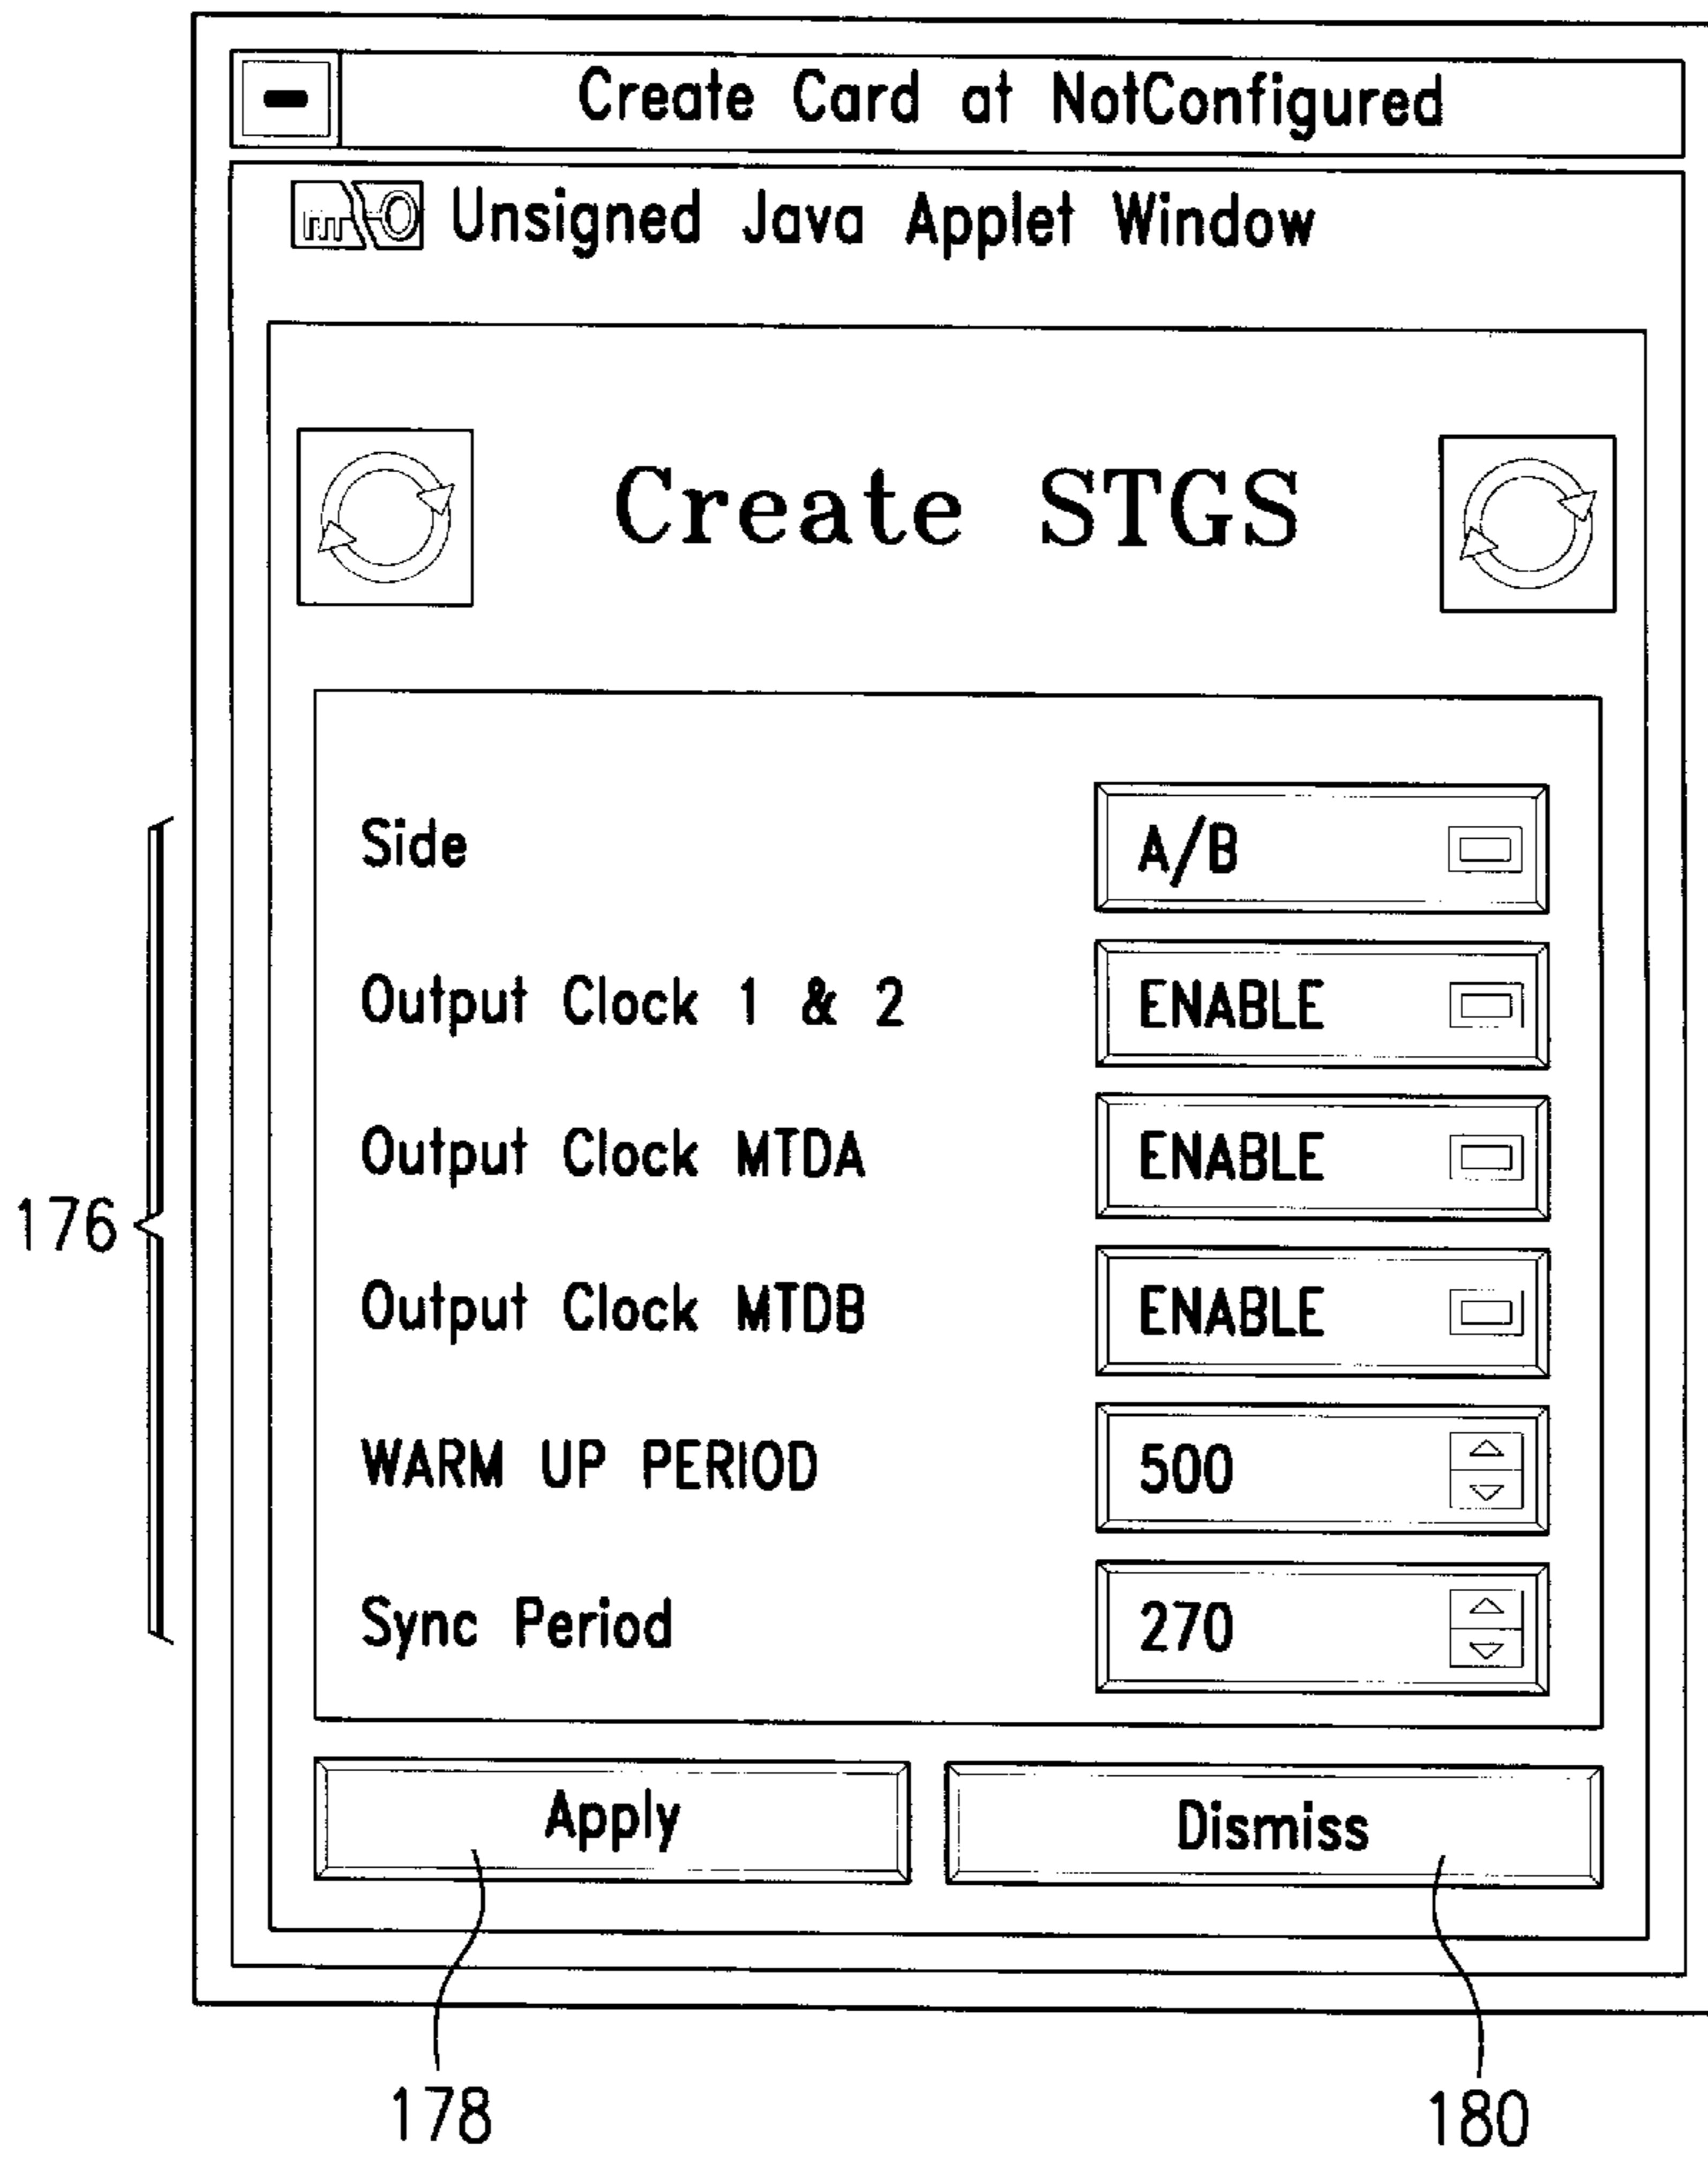 Create Card at NotConfigured
Unsigned Java Applet Window
Create STGS
Side A/B
Output Clock 1 & 2 ENABLE
Output Clock MTDA ENABLE
176
Output Clock MTDB ENABLE
WARM UP PERIOD 500
Sync Period 270
Apply Dismiss
178 180